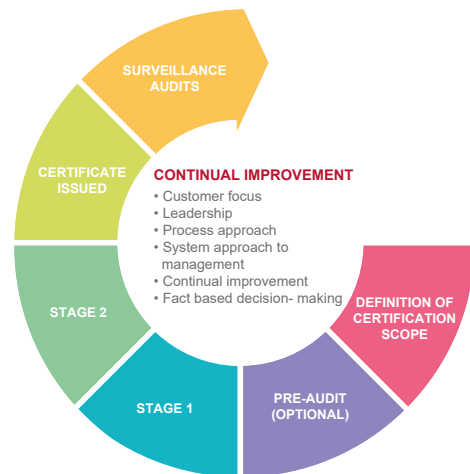 SURVEILLANCE
AUDITS
CERTIFICATE
ISSUED
CONTINUAL IMPROVEMENT
• Customer focus
• Leadership
• Process approach
• System approach to
management
• Continual improvement
• Fact based decision- making
DEFINITION OF
CERTIFICATION
SCOPE
STAGE 2
STAGE 1
PRE-AUDIT
(OPTIONAL)